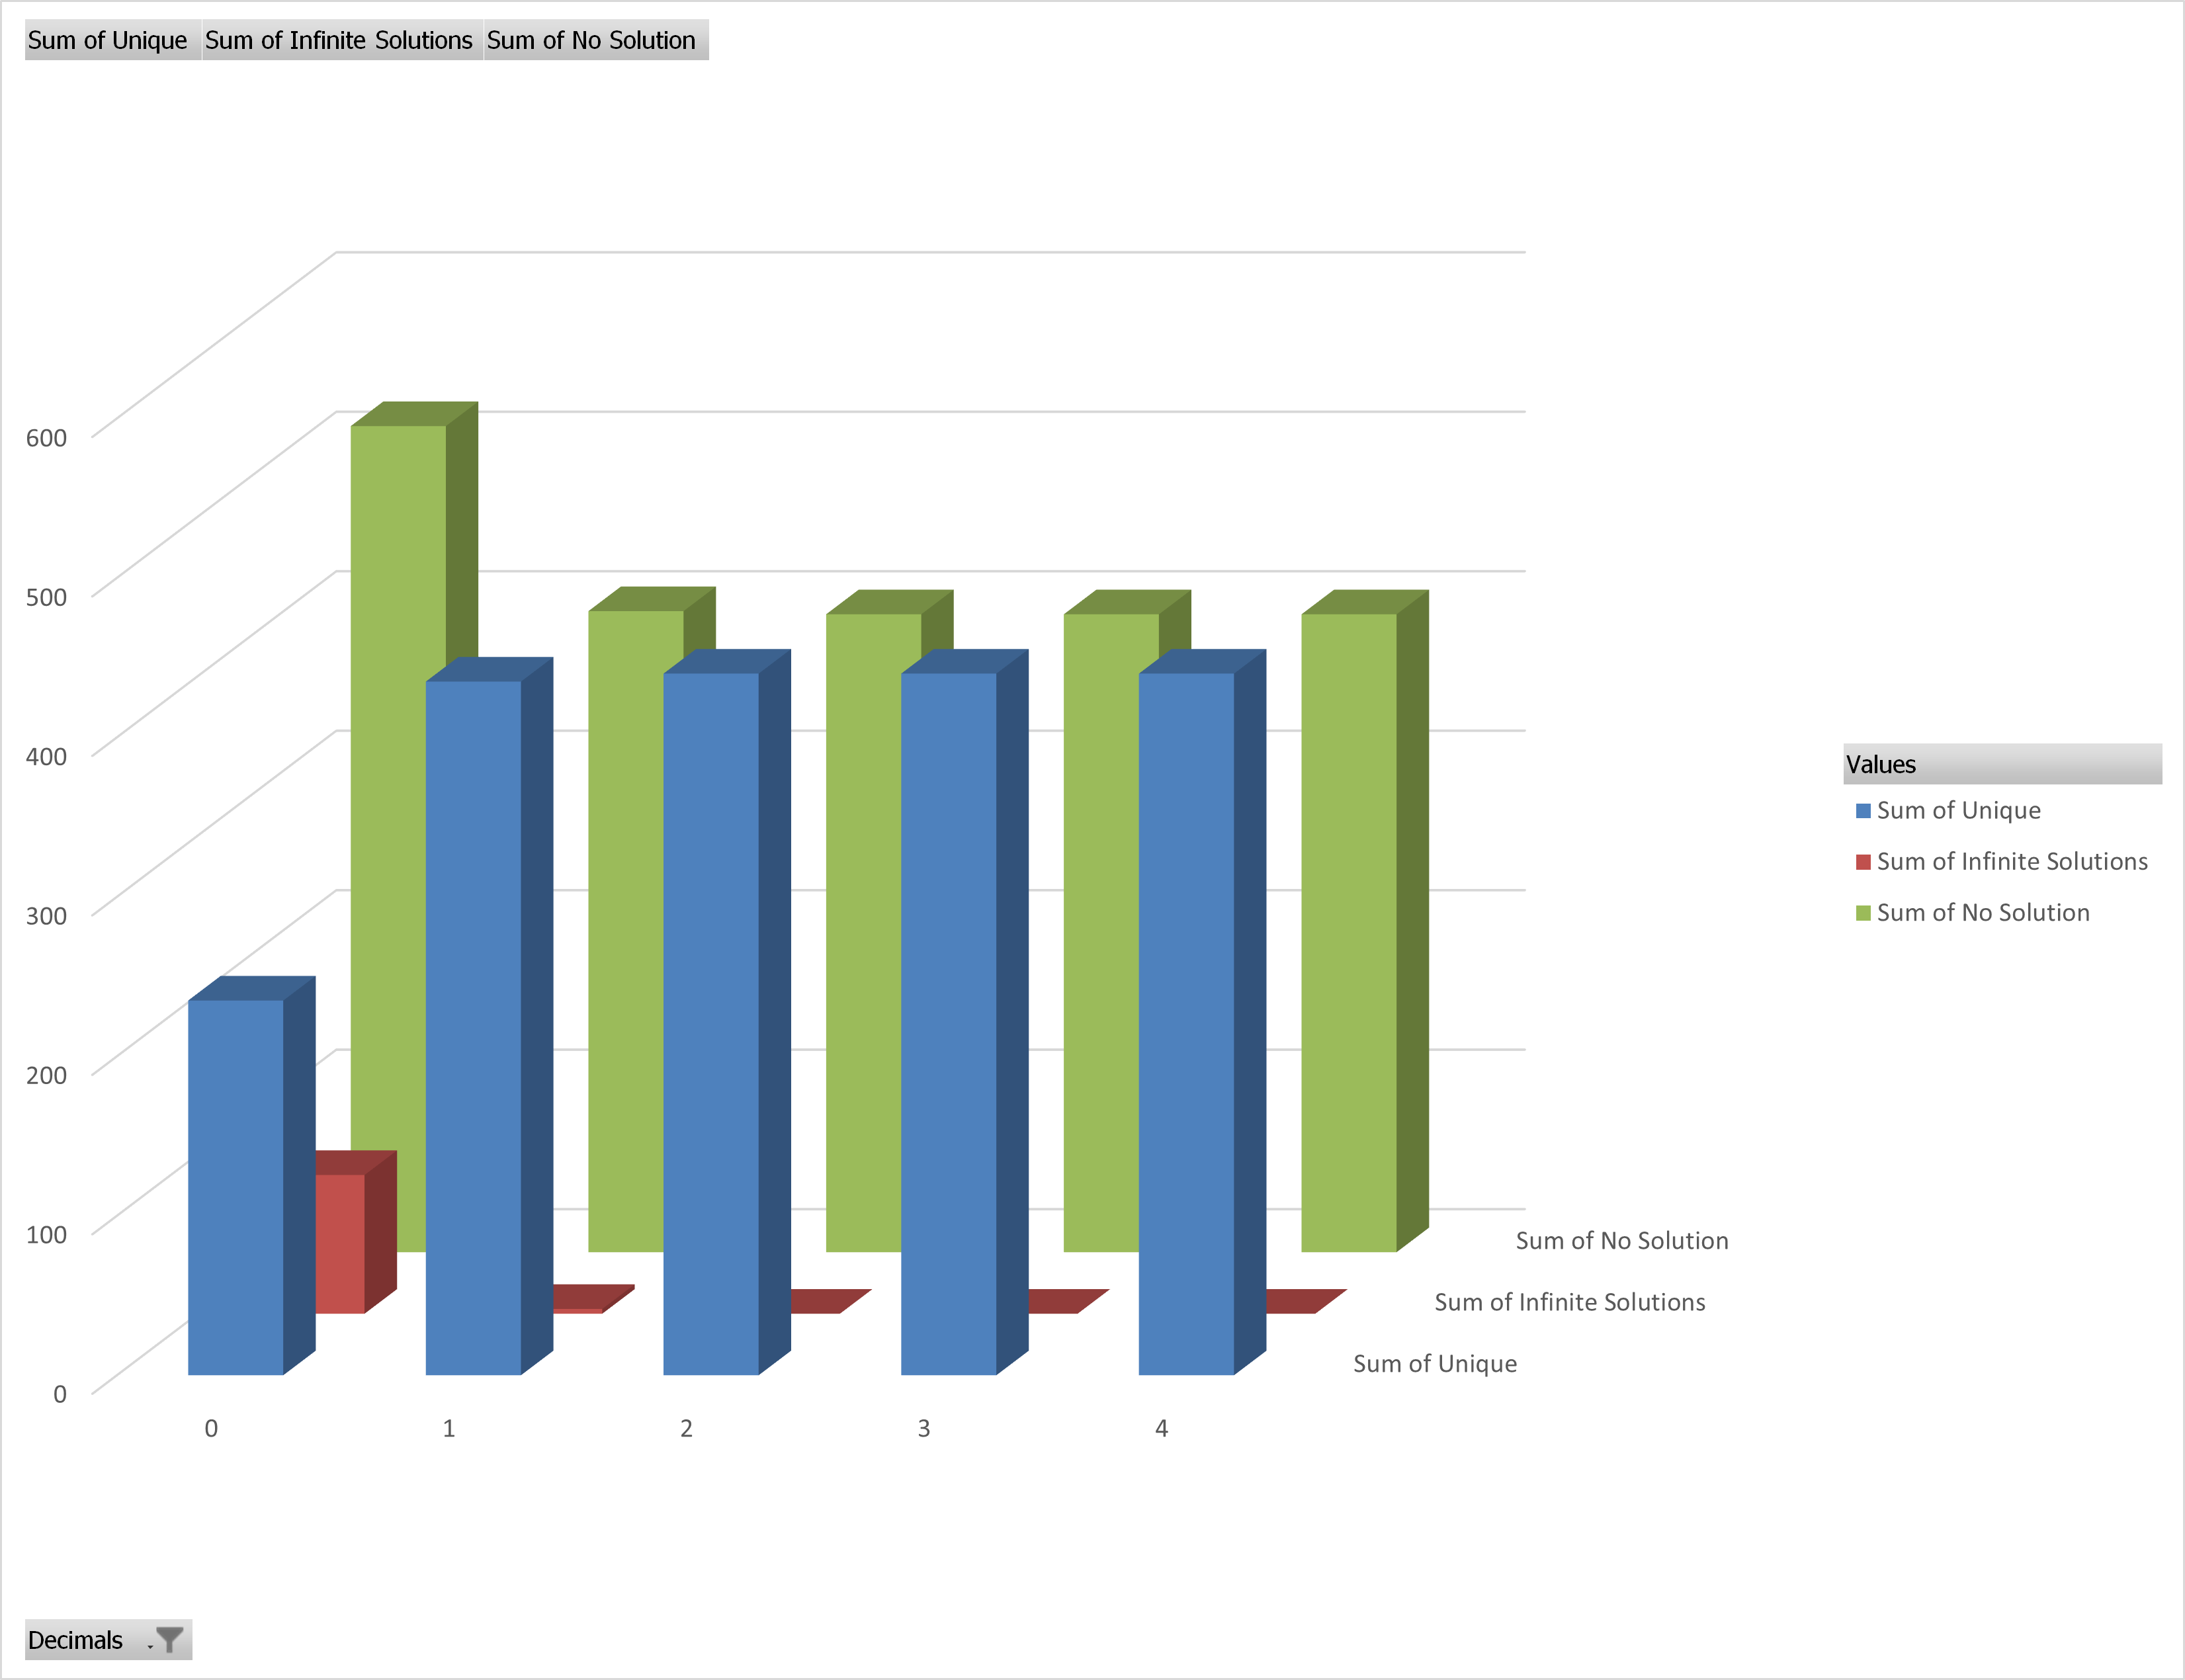 Sum of Unique Sum of Infinite Solutions Sum of No Solution
600
500
400
300
200
100
0
0 1 2 3 4
Sum of No Solution
Sum of Infinite Solutions
Sum of Unique
Values
Sum of Unique
Sum of Infinite Solutions
Sum of No Solution
Decimals